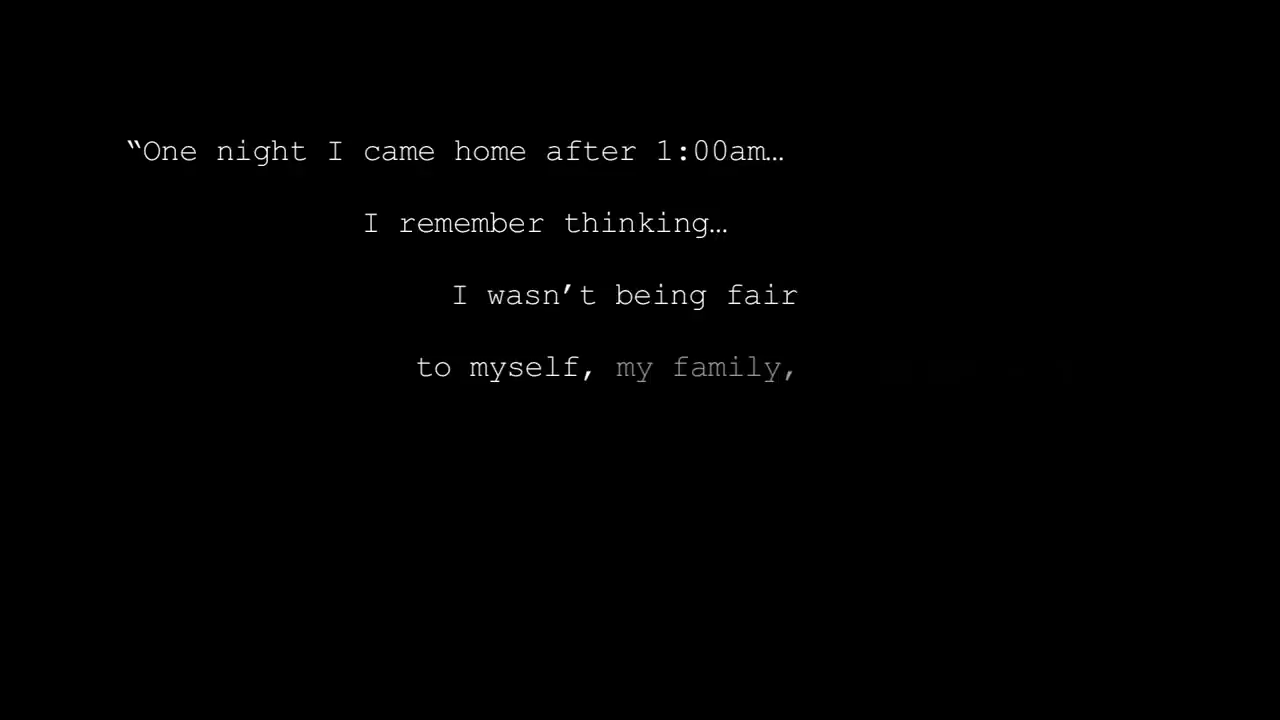 “One night I came home after 1:00am…
I remember thinking…
I wasn’t being fair
to myself, my family,